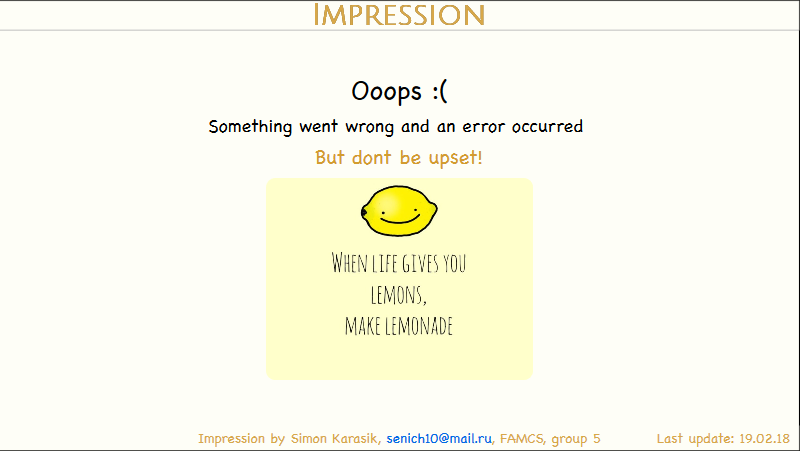 IMPRESSION
Ooops :(
Something went wrong and an error occurred
But dont be upset!
WHEN LIFE GIVES YOU
LEMONS,
MAKE LEMONADE
Impression by Simon Karasik, senich10@mail.ru, FAMCS, group 5
Last update: 19.02.18